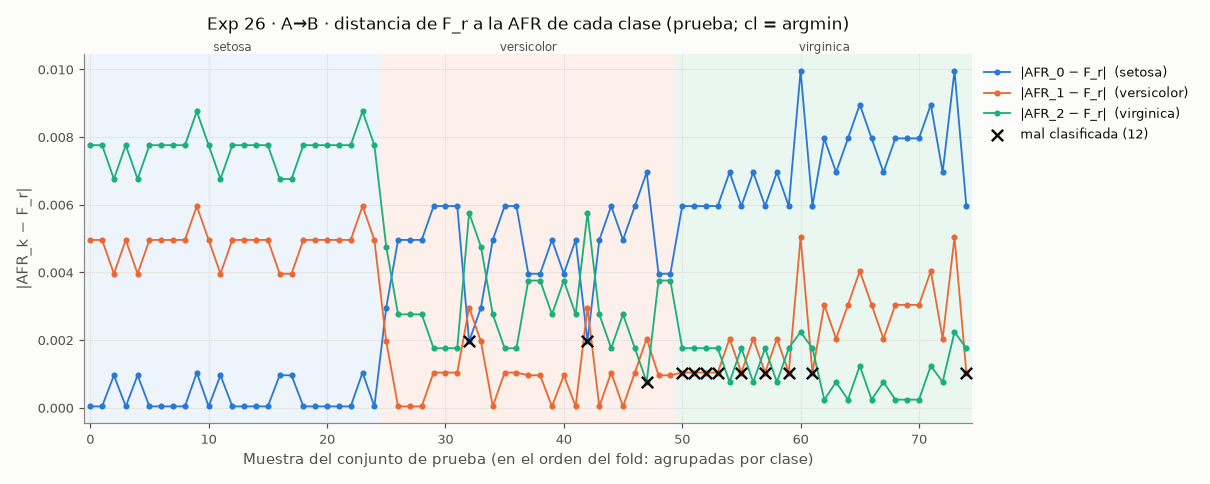 Exp 26 · A→B · distancia de F_r a la AFR de cada clase (prueba; cl = argmin)
setosa versicolor virginica
|AFR_0 − F_r| (setosa)
|AFR_1 − F_r| (versicolor)
|AFR_2 − F_r| (virginica)
mal clasificada (12)
|AFR_k − F_r|
0.010
0.008
0.006
0.004
0.002
0.000
0 10 20 30 40 50 60 70
Muestra del conjunto de prueba (en el orden del fold: agrupadas por clase)